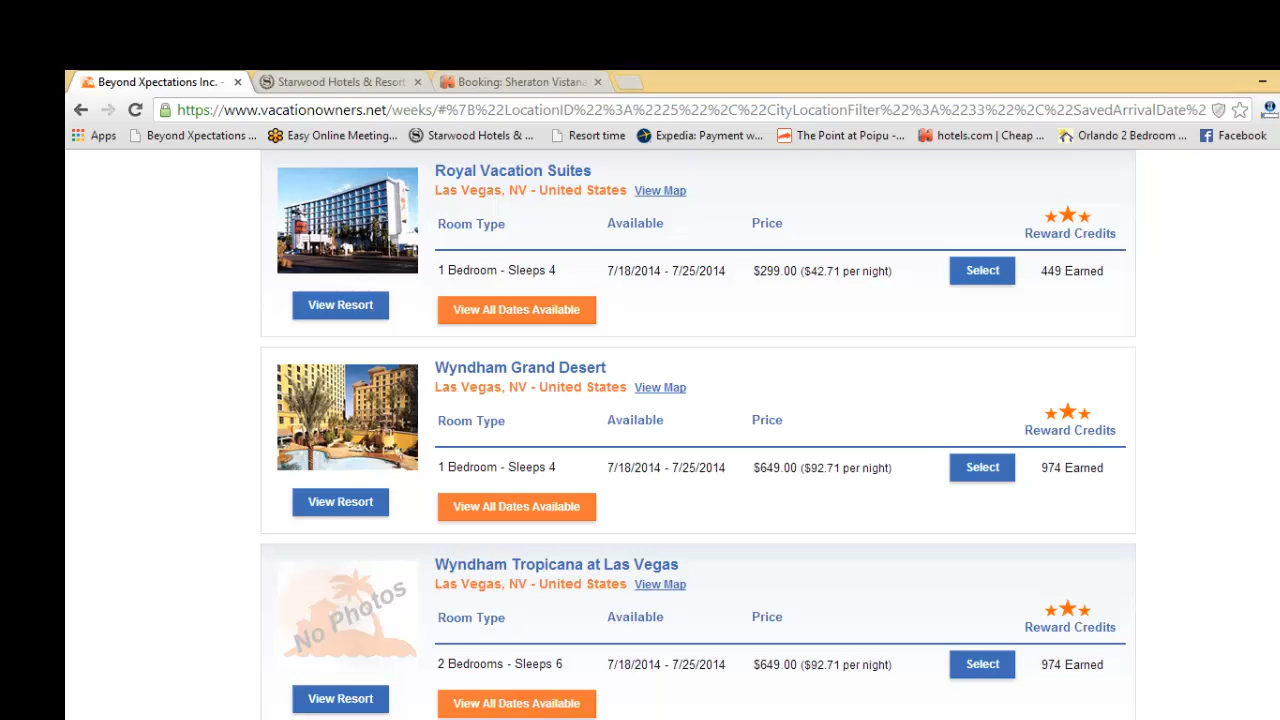 Beyond Xpectations Inc. -
Starwood Hotels & Resort
Booking: Sheraton Vistana
https://www.vacationowners.net/weeks/#%7B%22LocationID%22%3A%2225%22%2C%22CityLocationFilter%22%3A%2233%22%2C%22SavedArrivalDate%2
Apps Beyond Xpectations ... Easy Online Meeting... Starwood Hotels & ... Resort time Expedia: Payment w... The Point at Poipu -... hotels.com | Cheap ... Orlando 2 Bedroom ... Facebook
Royal Vacation Suites
Las Vegas, NV - United States View Map
Room Type Available Price Reward Credits
1 Bedroom - Sleeps 4 7/18/2014 - 7/25/2014 $299.00 ($42.71 per night) Select 449 Earned
View Resort View All Dates Available
Wyndham Grand Desert
Las Vegas, NV - United States View Map
Room Type Available Price Reward Credits
1 Bedroom - Sleeps 4 7/18/2014 - 7/25/2014 $649.00 ($92.71 per night) Select 974 Earned
View Resort View All Dates Available
Wyndham Tropicana at Las Vegas
Las Vegas, NV - United States View Map
No Photos
Room Type Available Price Reward Credits
2 Bedrooms - Sleeps 6 7/18/2014 - 7/25/2014 $649.00 ($92.71 per night) Select 974 Earned
View Resort View All Dates Available